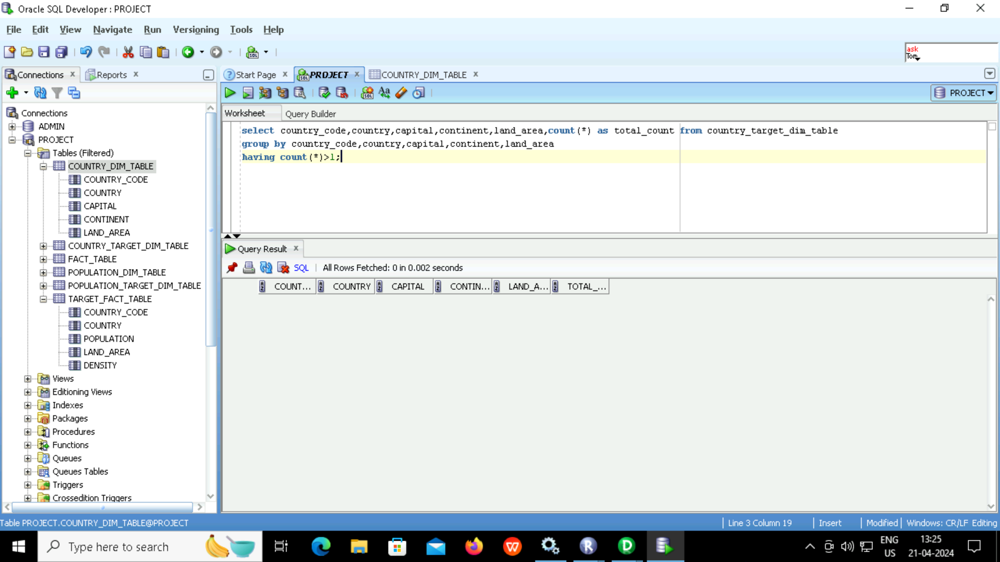 Oracle SQL Developer : PROJECT
File Edit View Navigate Run Versioning Tools Help
ask
Tom
Connections x Reports x
Start Page x PROJECT x COUNTRY_DIM_TABLE x
PROJECT
Worksheet Query Builder
select country_code,country,capital,continent,land_area,count(*) as total_count from country_target_dim_table
group by country_code,country,capital,continent,land_area
having count(*)>1;
Query Result x
SQL | All Rows Fetched: 0 in 0.002 seconds
COUNT... COUNTRY CAPITAL CONTIN... LAND_A... TOTAL_...
Connections
ADMIN
PROJECT
Tables (Filtered)
COUNTRY_DIM_TABLE
COUNTRY_CODE
COUNTRY
CAPITAL
CONTINENT
LAND_AREA
COUNTRY_TARGET_DIM_TABLE
FACT_TABLE
POPULATION_DIM_TABLE
POPULATION_TARGET_DIM_TABLE
TARGET_FACT_TABLE
COUNTRY_CODE
COUNTRY
POPULATION
LAND_AREA
DENSITY
Views
Editioning Views
Indexes
Packages
Procedures
Functions
Queues
Queues Tables
Triggers
Crossedition Triggers
Table PROJECT.COUNTRY_DIM_TABLE@PROJECT
Line 3 Column 19 | Insert | Modified | Windows: CR/LF Editing
Type here to search
ENG
US
13:25
21-04-2024